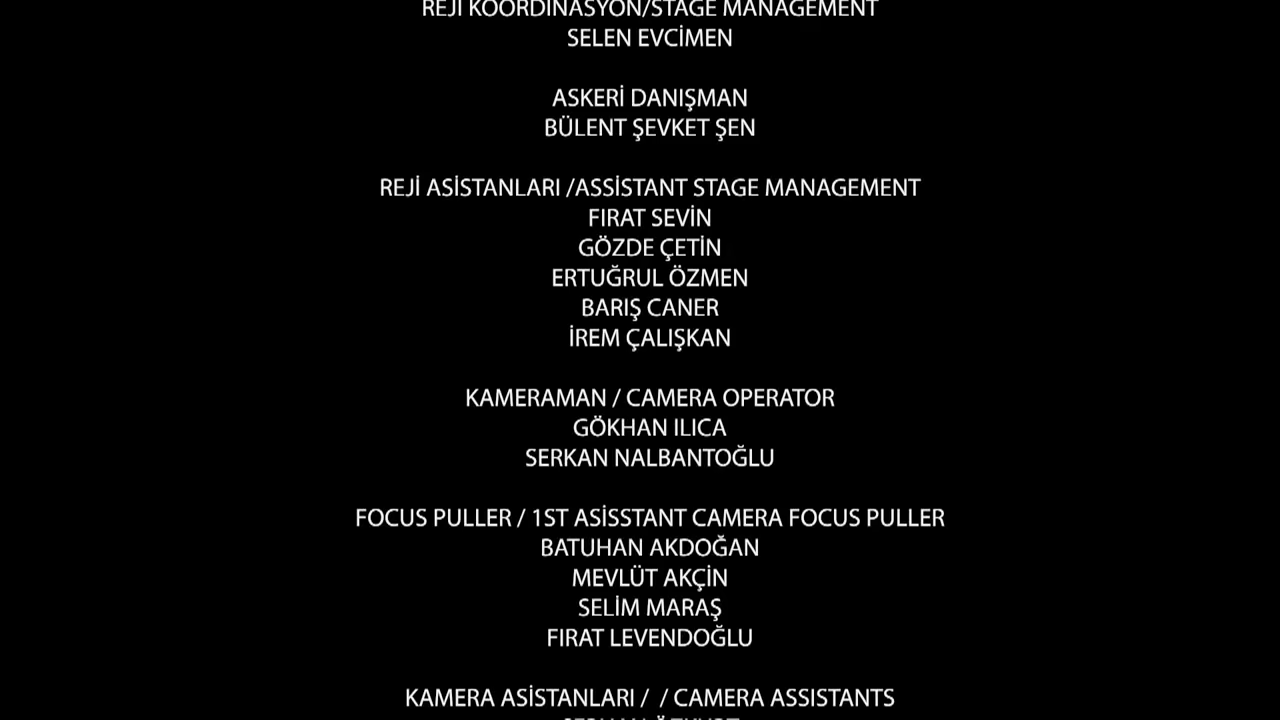 REJİ KOORDİNASYON/STAGE MANAGEMENT
SELEN EVCİMEN
ASKERİ DANIŞMAN
BÜLENT ŞEVKET ŞEN
REJİ ASİSTANLARI /ASSİSTANT STAGE MANAGEMENT
FIRAT SEVİN
GÖZDE ÇETİN
ERTUĞRUL ÖZMEN
BARIŞ CANER
İREM ÇALIŞKAN
KAMERAMAN / CAMERA OPERATOR
GÖKHAN ILICA
SERKAN NALBANTOĞLU
FOCUS PULLER / 1ST ASİSSTANT CAMERA FOCUS PULLER
BATUHAN AKDOĞAN
MEVLÜT AKÇİN
SELİM MARAŞ
FIRAT LEVENDOĞLU
KAMERA ASİSTANLARI /  / CAMERA ASSISTANTS